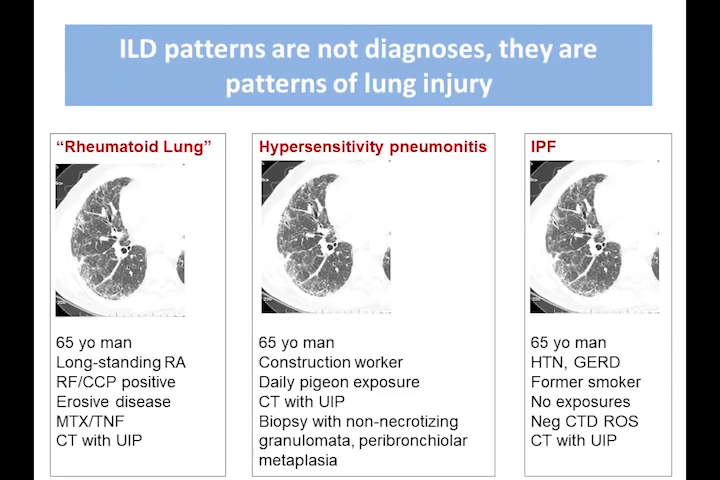 ILD patterns are not diagnoses, they are
patterns of lung injury
“Rheumatoid Lung”
65 yo man
Long-standing RA
RF/CCP positive
Erosive disease
MTX/TNF
CT with UIP
Hypersensitivity pneumonitis
65 yo man
Construction worker
Daily pigeon exposure
CT with UIP
Biopsy with non-necrotizing
granulomata, peribronchiolar
metaplasia
IPF
65 yo man
HTN, GERD
Former smoker
No exposures
Neg CTD ROS
CT with UIP